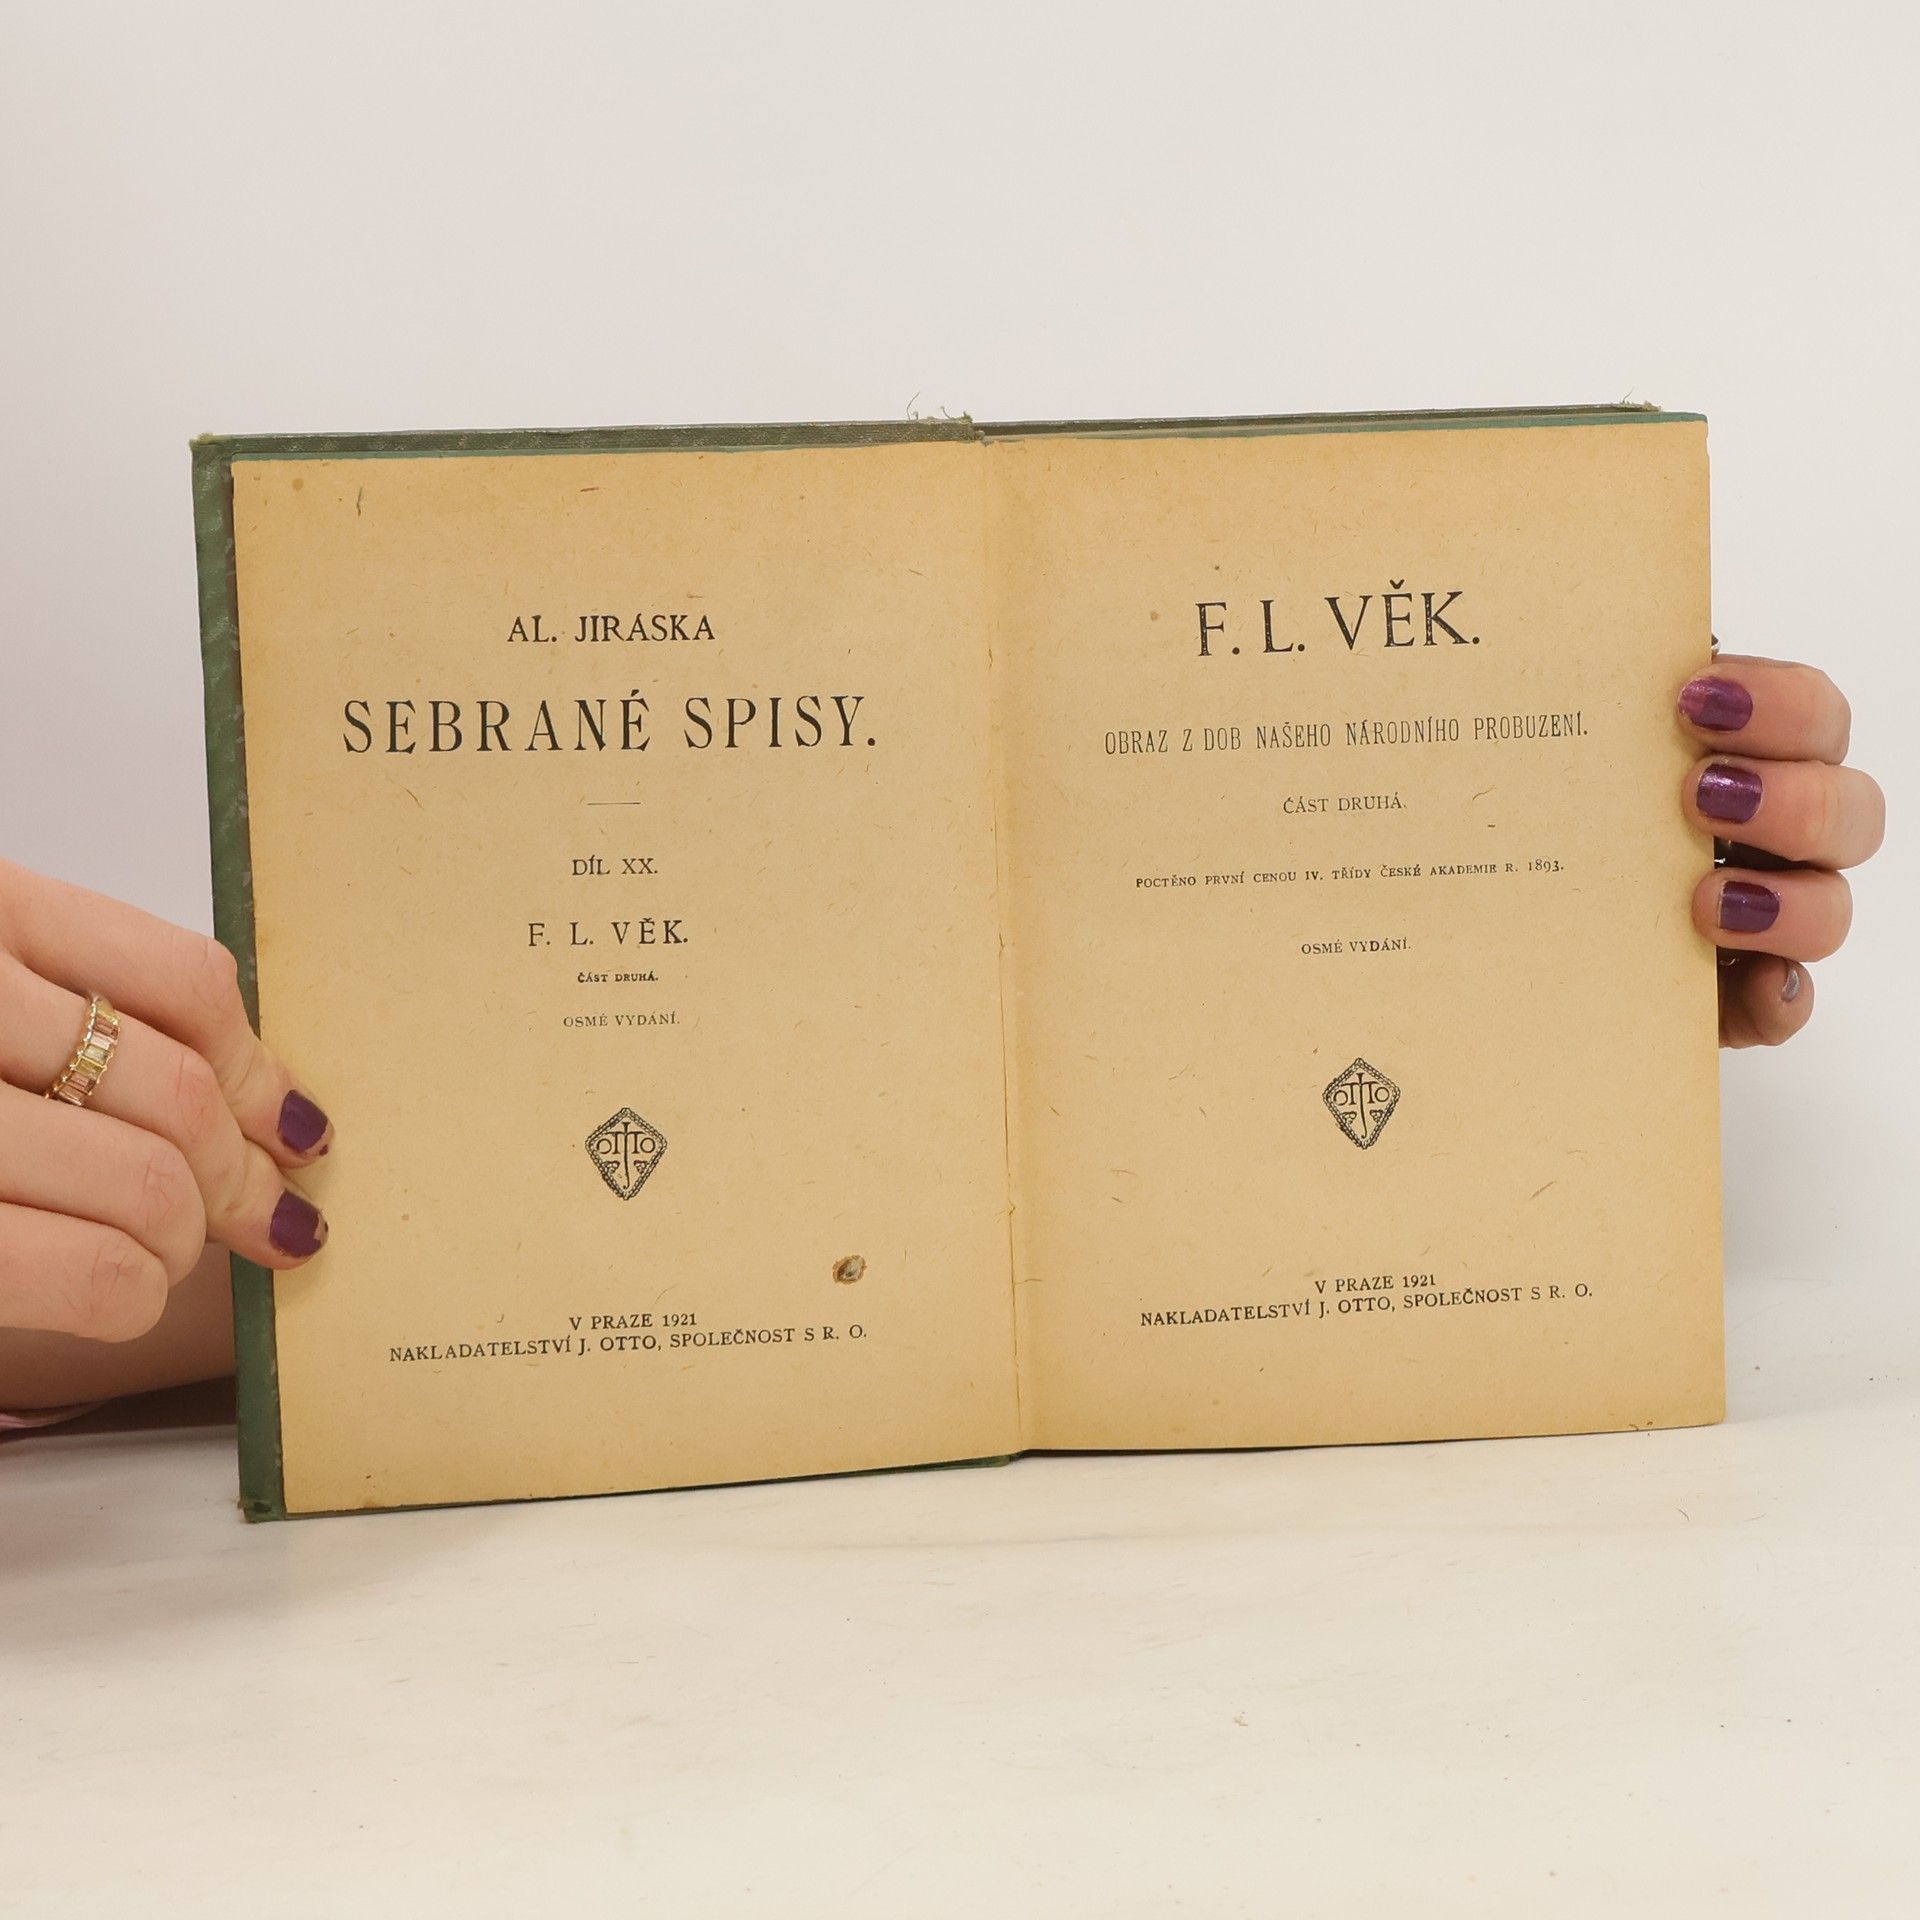 AL. JIRÁSKA
SEBRANÉ SPISY.
DÍL XX.
F. L. VĚK.
ČÁST DRUHÁ.
OSMÉ VYDÁNÍ.
OTTO
V PRAZE 1921
NAKLADATELSTVÍ J. OTTO, SPOLEČNOST S R. O.
F. L. VĚK.
OBRAZ Z DOB NAŠEHO NÁRODNÍHO PROBUZENÍ.
ČÁST DRUHÁ.
POCTĚNO PRVNÍ CENOU IV. TŘÍDY ČESKÉ AKADEMIE R. 1893.
OSMÉ VYDÁNÍ.
OTTO
V PRAZE 1921
NAKLADATELSTVÍ J. OTTO, SPOLEČNOST S R. O.